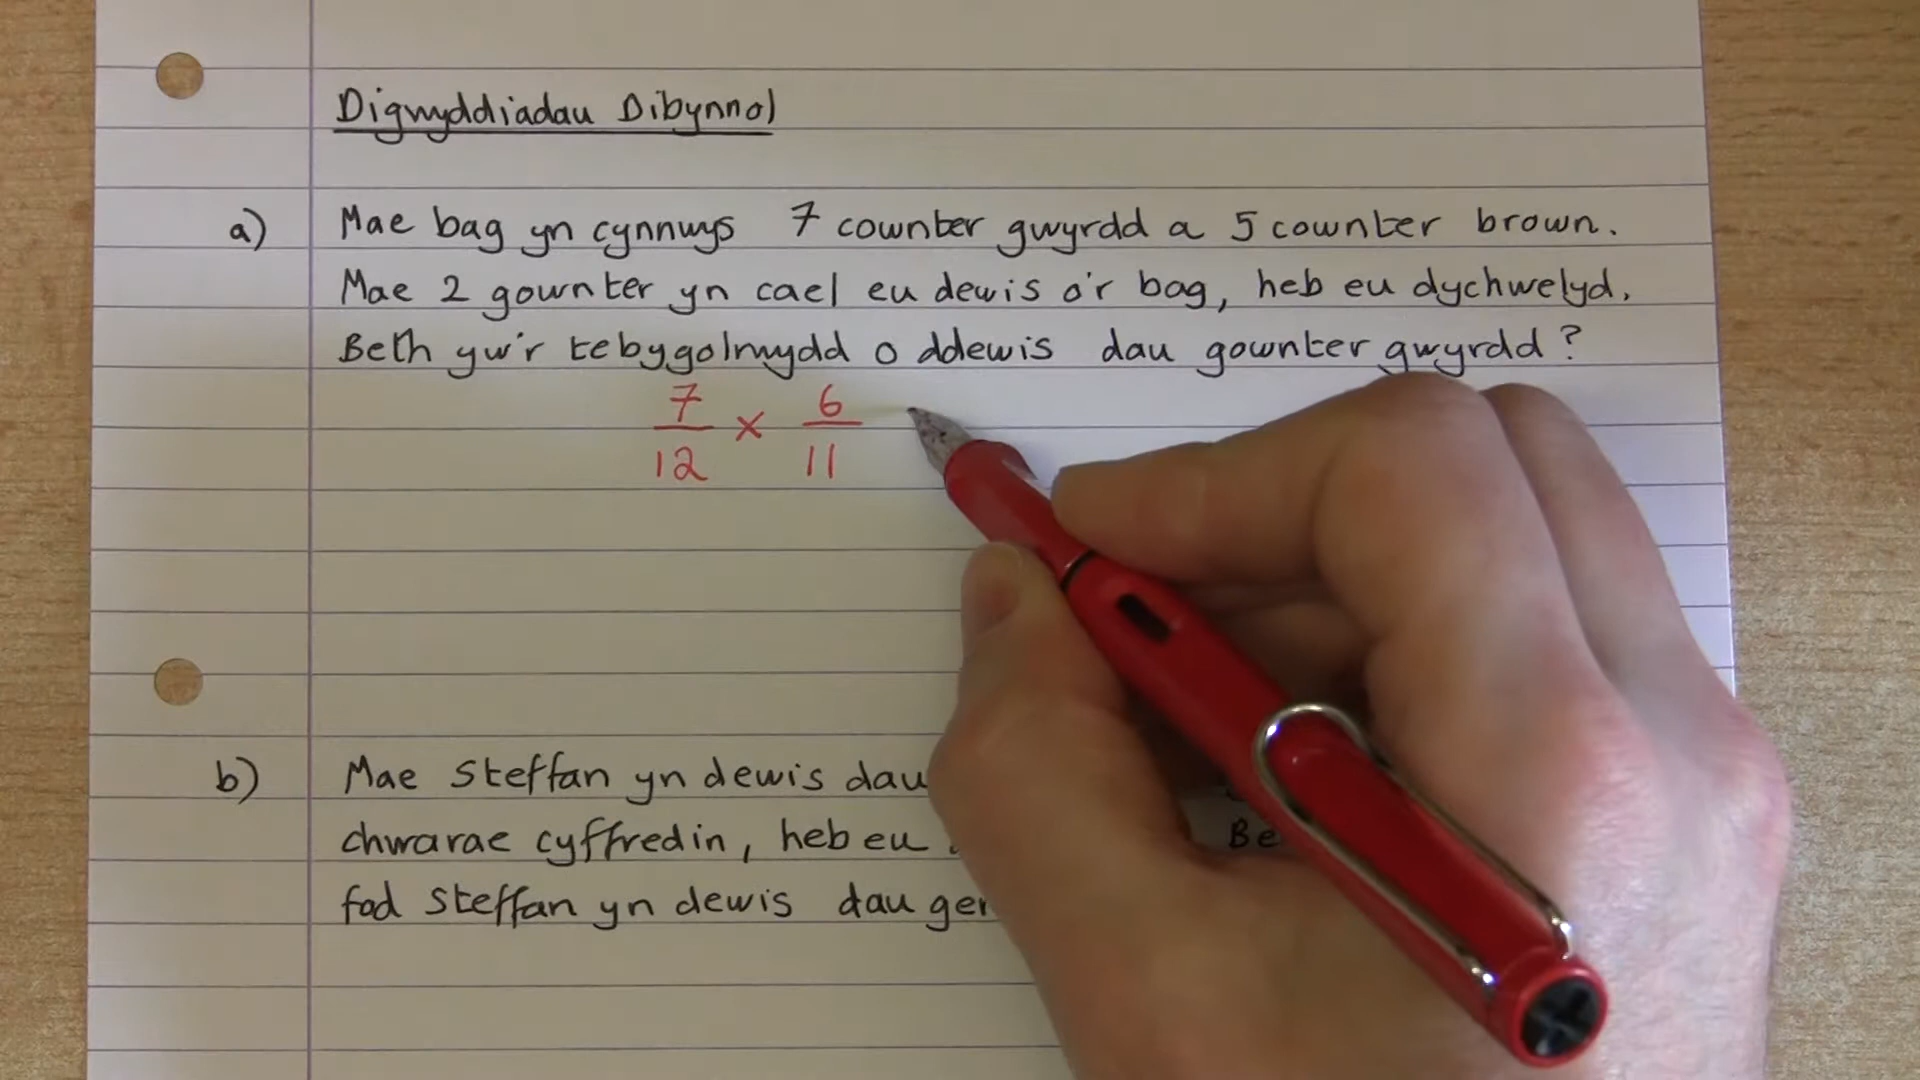 Digwyddiadau Dibynnol
a) Mae bag yn cynnwys 7 cownter gwyrdd a 5 cownter brown.
Mae 2 gownter yn cael eu dewis o'r bag, heb eu dychwelyd.
Beth yw'r tebygolrwydd o ddewis dau gownter gwyrdd?
7/12 × 6/11
b) Mae Steffan yn dewis dau
chwarae cyffredin, heb eu Be
fod Steffan yn dewis dau